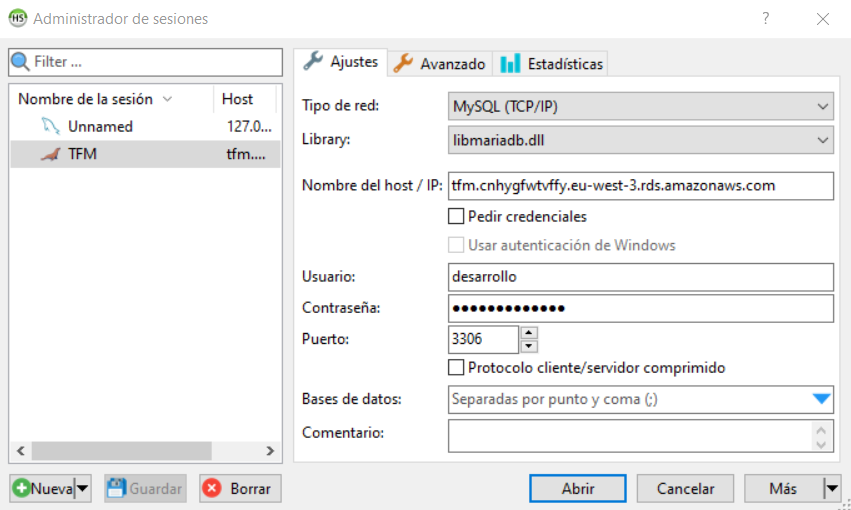 HS Administrador de sesiones ?
Filter ...
Nombre de la sesión Host
Unnamed 127.0...
TFM tfm....
Nueva Guardar Borrar
Ajustes Avanzado Estadísticas
Tipo de red: MySQL (TCP/IP)
Library: libmariadb.dll
Nombre del host / IP: tfm.cnhygfwtvffy.eu-west-3.rds.amazonaws.com
Pedir credenciales
Usar autenticación de Windows
Usuario: desarrollo
Contraseña: ●●●●●●●●●●●●●
Puerto: 3306
Protocolo cliente/servidor comprimido
Bases de datos: Separadas por punto y coma (;)
Comentario:
Abrir Cancelar Más